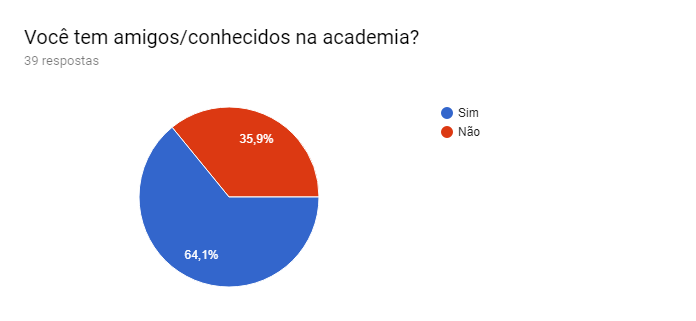 Você tem amigos/conhecidos na academia?
39 respostas
Sim
Não
35,9%
64,1%